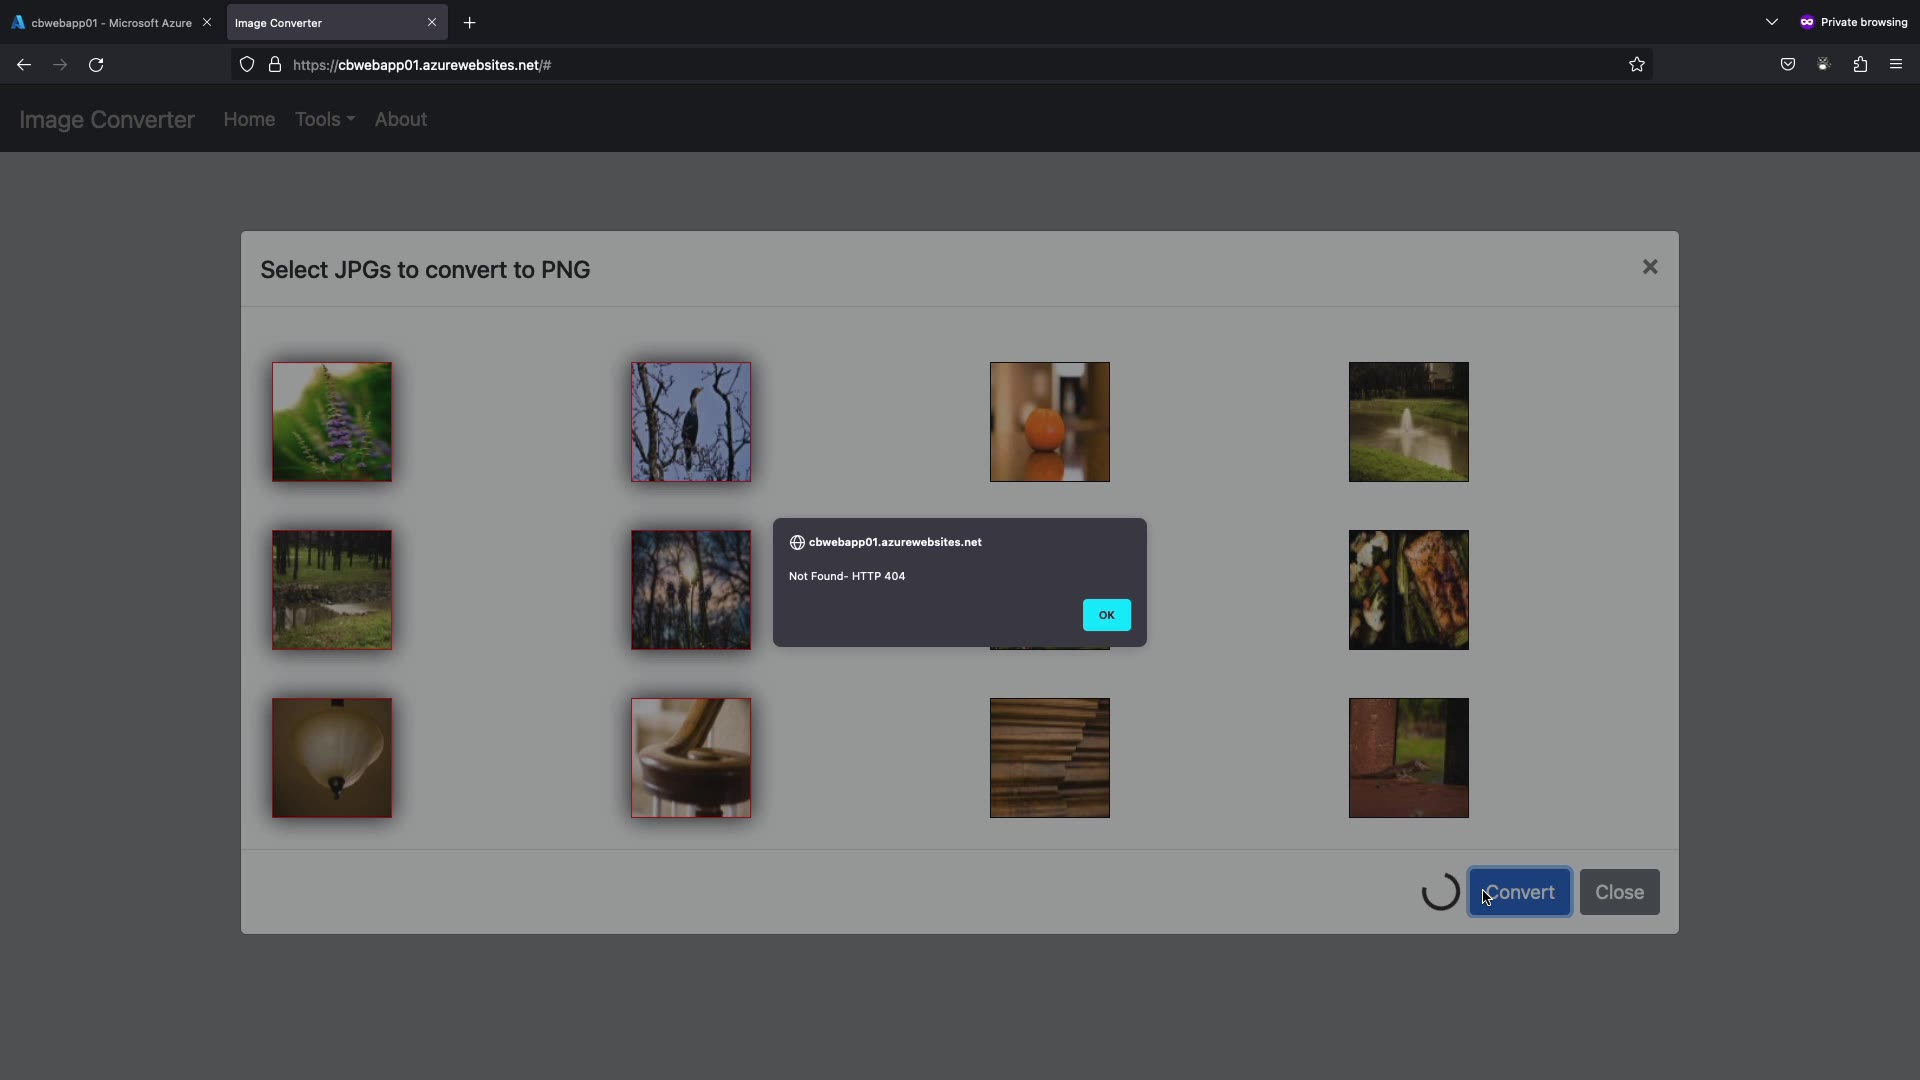 cbwebapp01 - Microsoft Azure
Image Converter
Private browsing
https://cbwebapp01.azurewebsites.net/#
Image Converter Home Tools About
Select JPGs to convert to PNG
cbwebapp01.azurewebsites.net
Not Found- HTTP 404
OK
Convert
Close